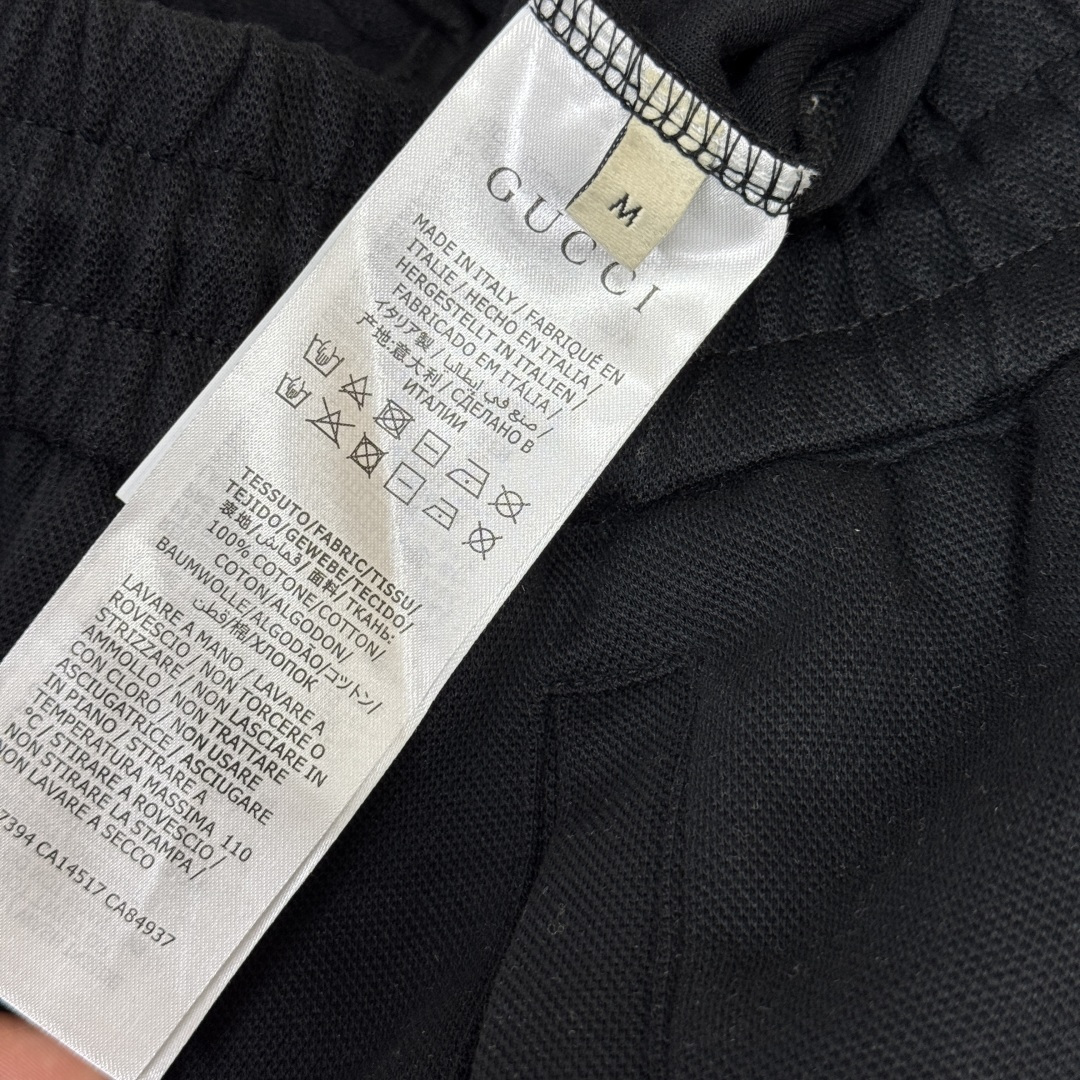 M
GUCCI
MADE IN ITALY / FABRIQUÉ EN
ITALIE / HECHO EN ITALIA /
HERGESTELLT IN ITALIEN /
FABRICADO EM ITÁLIA /
イタリア製 / صنع في إيطاليا /
产地:意大利 / СДЕЛАНО В
ИТАЛИИ
TESSUTO/FABRIC/TISSU/
TEJIDO/GEWEBE/TECIDO/
表地/قماش/面料/ТКАНЬ:
100% COTONE/COTTON/
COTON/ALGODON/
BAUMWOLLE/ALGODÃO/コットン/
قطن/棉/ХЛОПОК
LAVARE A MANO / LAVARE A
ROVESCIO / NON TORCERE O
STRIZZARE / NON LASCIARE IN
AMMOLLO / NON TRATTARE
CON CLORO / NON USARE
ASCIUGATRICE / ASCIUGARE
IN PIANO / STIRARE A
TEMPERATURA MASSIMA 110
°C / STIRARE A ROVESCIO /
NON STIRARE LA STAMPA /
NON LAVARE A SECCO
7394 CA14517 CA84937